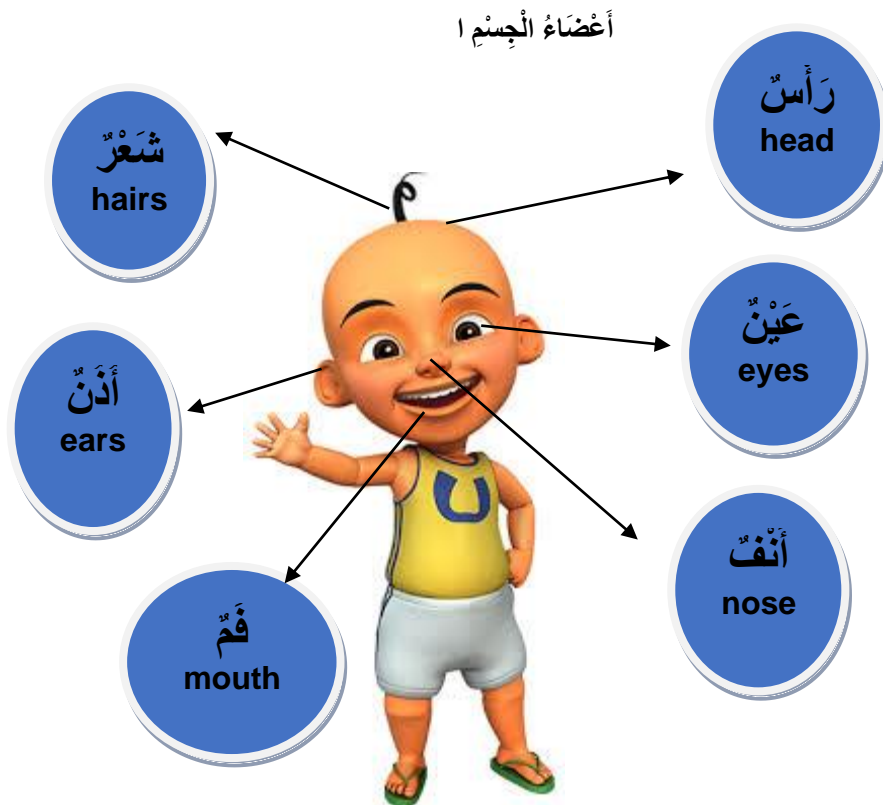 أَعْضَاءُ الْجِسْمِ ا
رَأَسٌ
head
شَعْرٌ
hairs
عَيْنٌ
eyes
أَذَنٌ
ears
أَنْفٌ
nose
فَمٌ
mouth